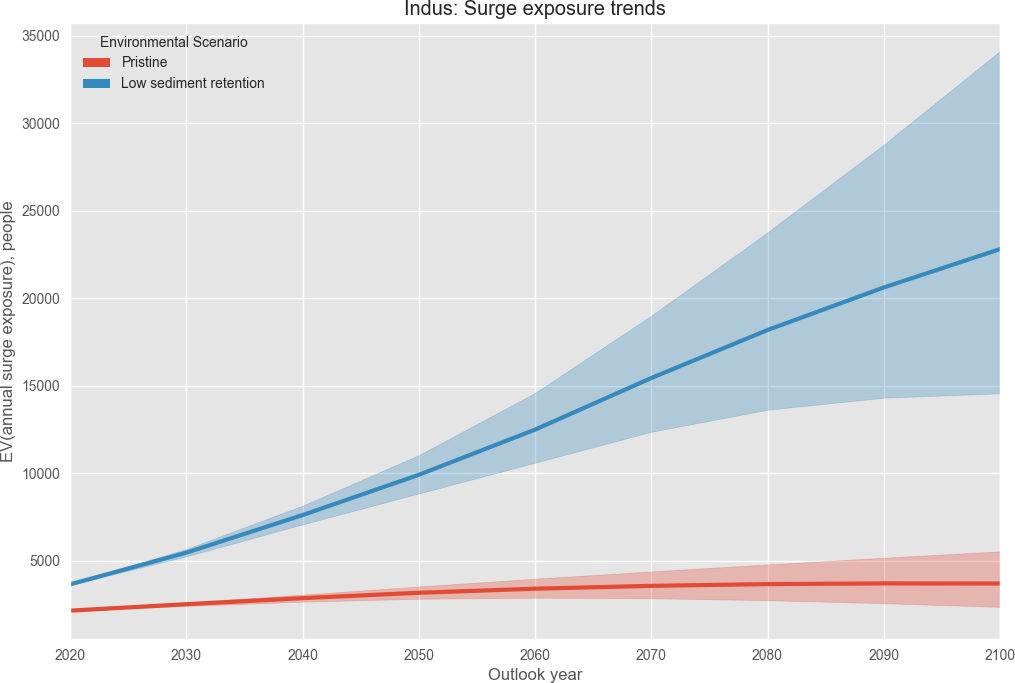 Indus: Surge exposure trends
Environmental Scenario
Pristine
Low sediment retention
EV(annual surge exposure), people
35000
30000
25000
20000
15000
10000
5000
2020 2030 2040 2050 2060 2070 2080 2090 2100
Outlook year